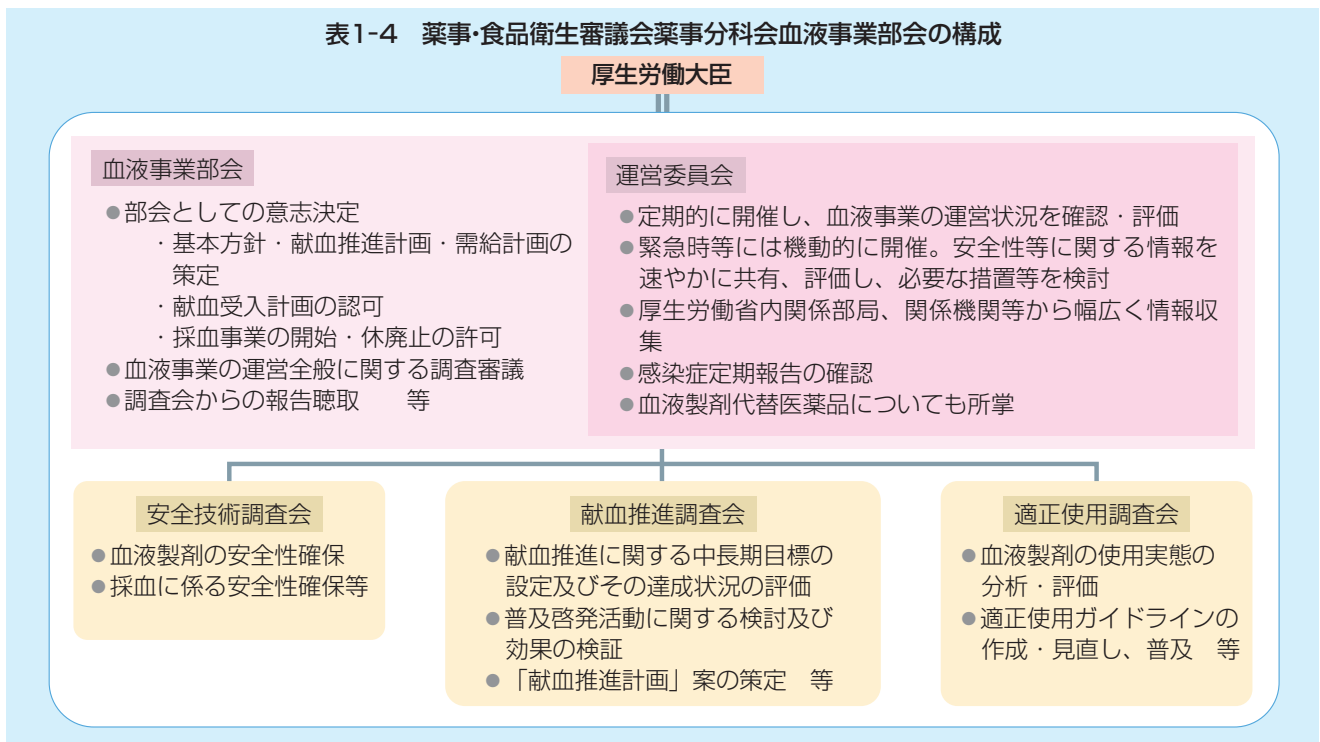 表1-4　薬事・食品衛生審議会薬事分科会血液事業部会の構成
厚生労働大臣
血液事業部会
●部会としての意志決定
・基本方針・献血推進計画・需給計画の
策定
・献血受入計画の認可
・採血事業の開始・休廃止の許可
●血液事業の運営全般に関する調査審議
●調査会からの報告聴取　　等
運営委員会
●定期的に開催し、血液事業の運営状況を確認・評価
●緊急時等には機動的に開催。安全性等に関する情報を
速やかに共有、評価し、必要な措置等を検討
●厚生労働省内関係部局、関係機関等から幅広く情報収
集
●感染症定期報告の確認
●血液製剤代替医薬品についても所掌
安全技術調査会
●血液製剤の安全性確保
●採血に係る安全性確保等
献血推進調査会
●献血推進に関する中長期目標の
設定及びその達成状況の評価
●普及啓発活動に関する検討及び
効果の検証
●「献血推進計画」案の策定　等
適正使用調査会
●血液製剤の使用実態の
分析・評価
●適正使用ガイドラインの
作成・見直し、普及　等